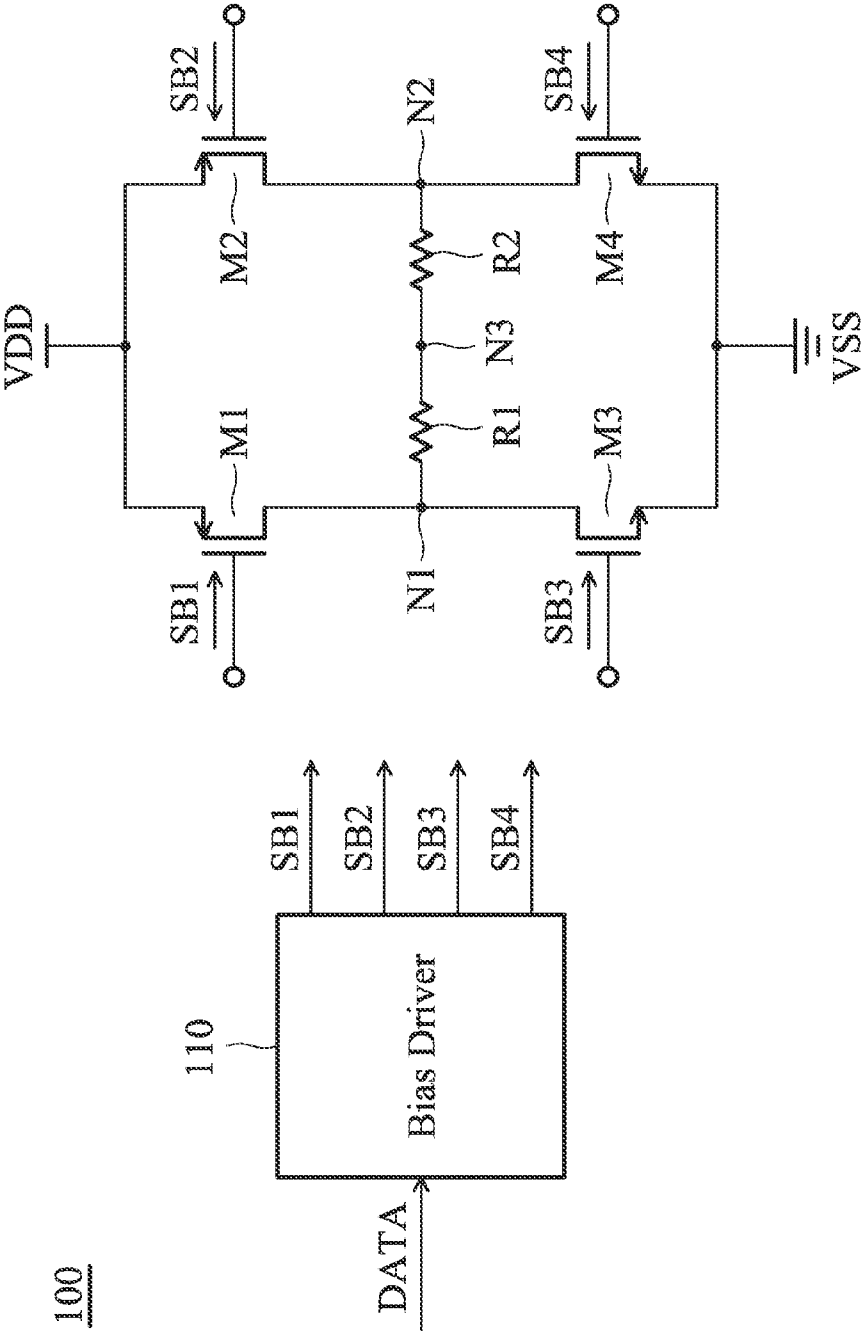 100
DATA
110
Bias Driver
SB1
SB2
SB3
SB4
VDD
SB1
M1
M2
SB2
N1
R1
N3
R2
N2
SB3
M3
M4
SB4
VSS